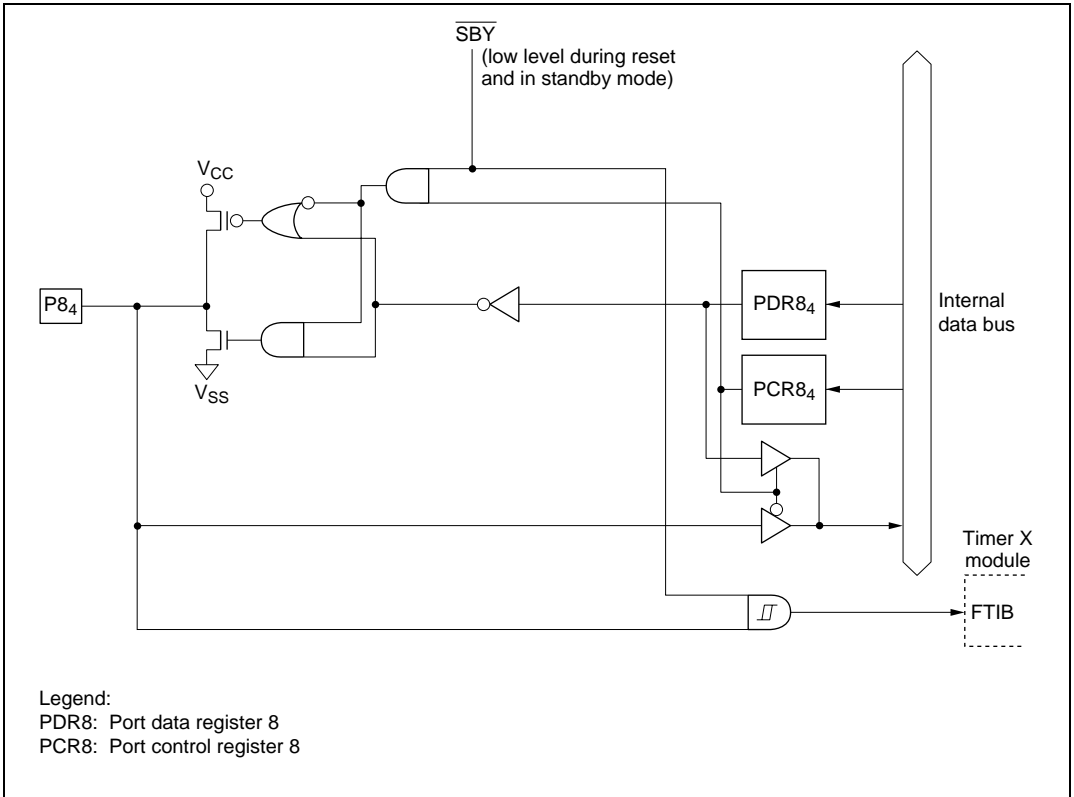 SBY
(low level during reset
and in standby mode)
VCC
P84
VSS
PDR84
PCR84
Internal
data bus
Timer X
module
FTIB
Legend:
PDR8: Port data register 8
PCR8: Port control register 8